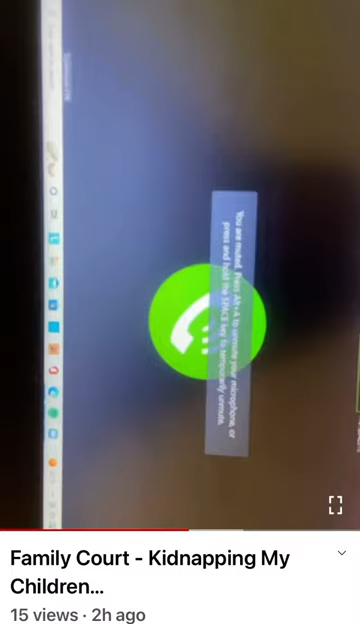 You are muted. Press Alt+A to unmute your microphone, or
press and hold the SPACE key to temporarily unmute.
Family Court - Kidnapping My
Children...
15 views · 2h ago